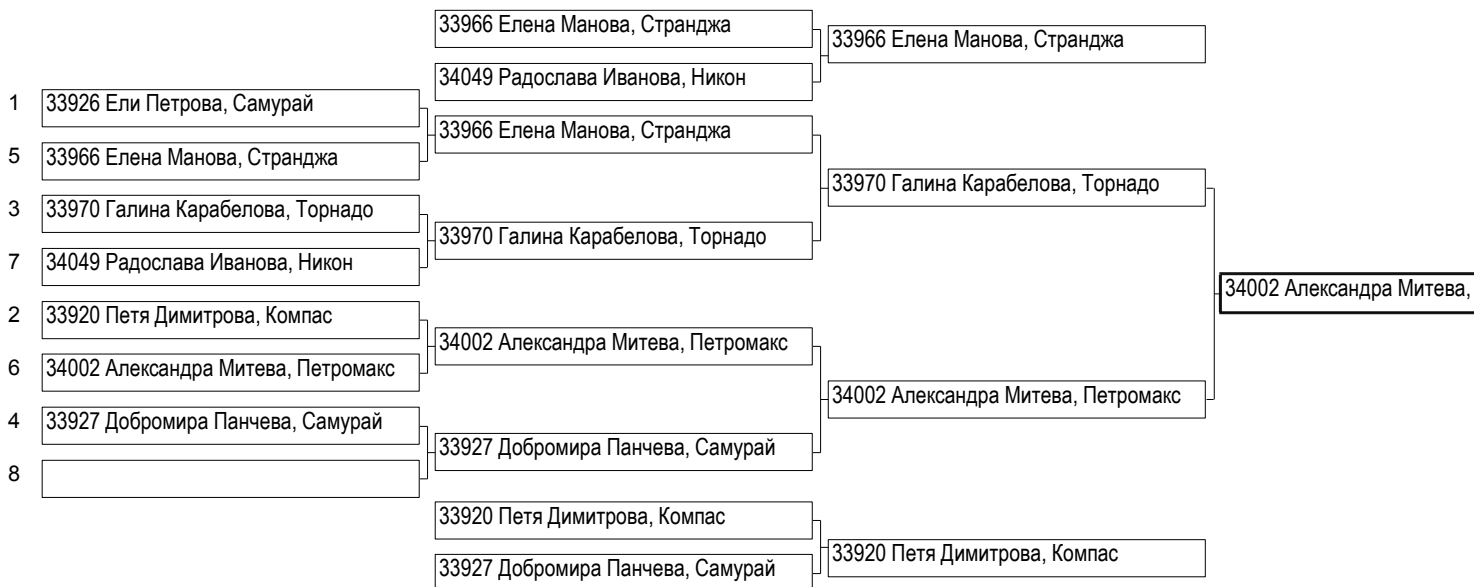 33966 Елена Манова, Странджа
33966 Елена Манова, Странджа
34049 Радослава Иванова, Никон
1 33926 Ели Петрова, Самурай
33966 Елена Манова, Странджа
5 33966 Елена Манова, Странджа
33970 Галина Карабелова, Торнадо
3 33970 Галина Карабелова, Торнадо
33970 Галина Карабелова, Торнадо
7 34049 Радослава Иванова, Никон
34002 Александра Митева,
2 33920 Петя Димитрова, Компас
34002 Александра Митева, Петромакс
6 34002 Александра Митева, Петромакс
34002 Александра Митева, Петромакс
4 33927 Добромира Панчева, Самурай
33927 Добромира Панчева, Самурай
8
33920 Петя Димитрова, Компас
33920 Петя Димитрова, Компас
33927 Добромира Панчева, Самурай